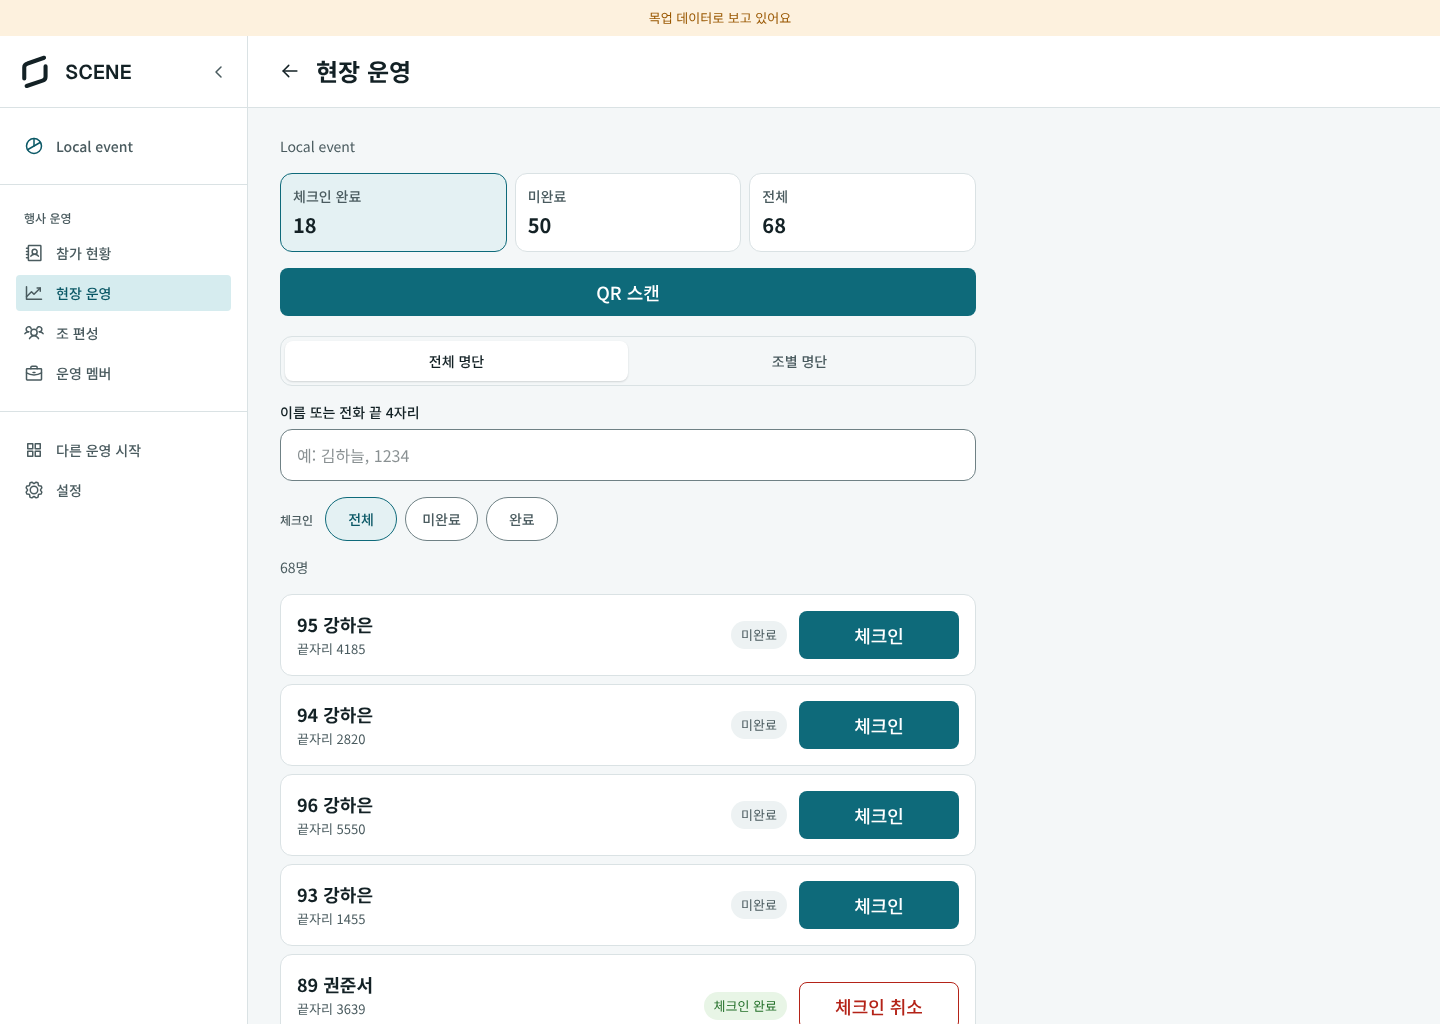 목업 데이터로 보고 있어요
SCENE
현장 운영
Local event
행사 운영
참가 현황
현장 운영
조 편성
운영 멤버
다른 운영 시작
설정
Local event
체크인 완료
18
미완료
50
전체
68
QR 스캔
전체 명단
조별 명단
이름 또는 전화 끝 4자리
예: 김하늘, 1234
체크인
전체
미완료
완료
68명
95 강하은
끝자리 4185
미완료
체크인
94 강하은
끝자리 2820
미완료
체크인
96 강하은
끝자리 5550
미완료
체크인
93 강하은
끝자리 1455
미완료
체크인
89 권준서
끝자리 3639
체크인 완료
체크인 취소